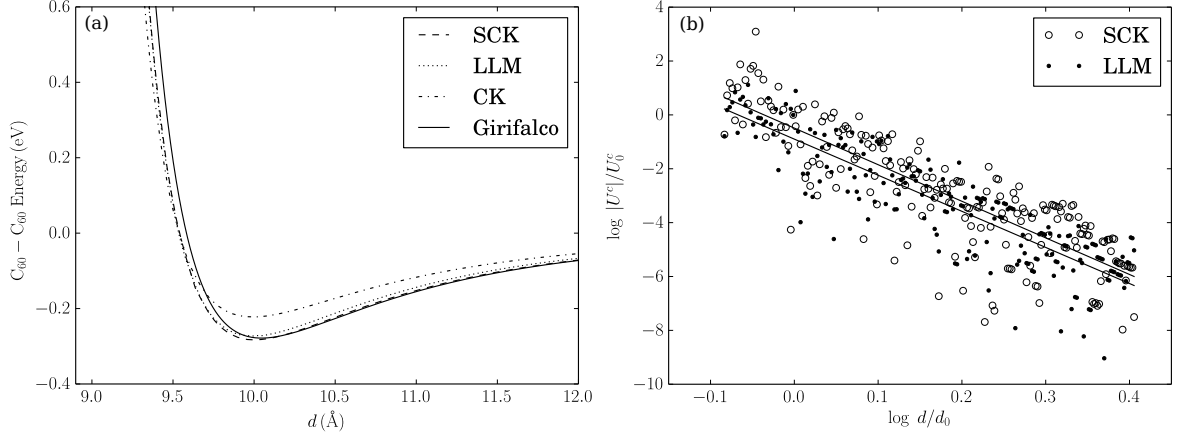 (a)
SCK
LLM
CK
Girifalco
0.6
0.4
0.2
0.0
−0.2
−0.4
C₆₀ − C₆₀ Energy (eV)
9.0 9.5 10.0 10.5 11.0 11.5 12.0
d (Å)
(b)
SCK
LLM
4
2
0
−2
−4
−6
−8
−10
log |Uᶜ|/U₀ᶜ
−0.1 0.0 0.1 0.2 0.3 0.4
log d/d₀